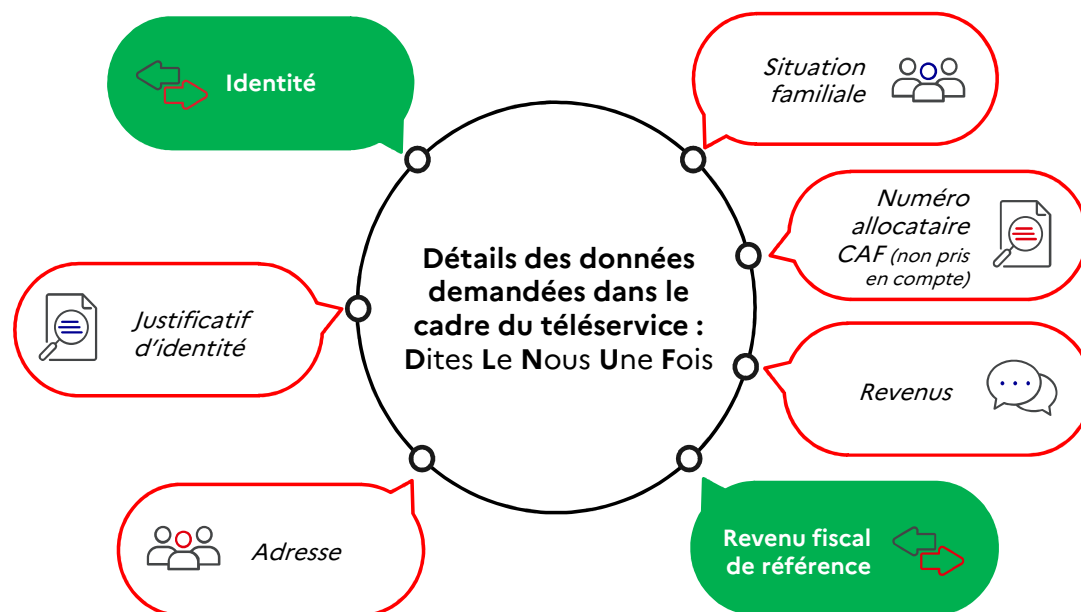 Identité
Situation
familiale
Numéro
allocataire
CAF (non pris
en compte)
Détails des données
demandées dans le
cadre du téléservice :
Dites Le Nous Une Fois
Justificatif
d’identité
Revenus
Adresse
Revenu fiscal
de référence